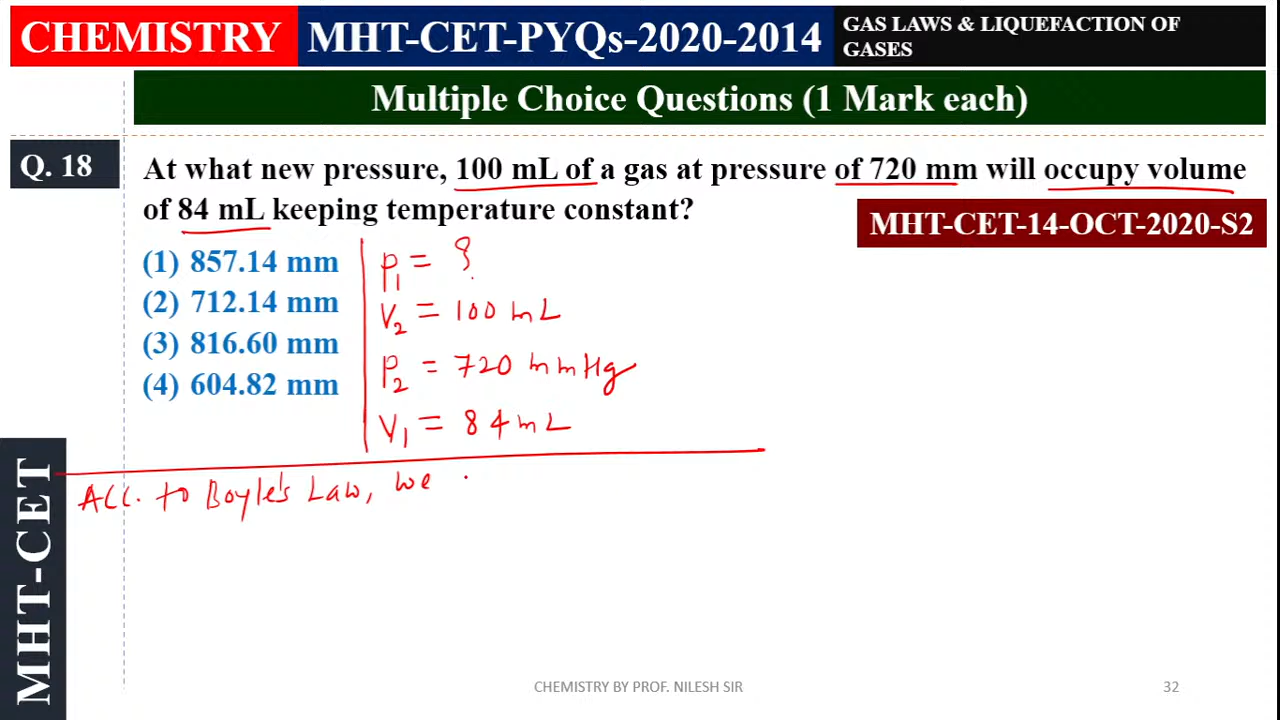 CHEMISTRY MHT-CET-PYQs-2020-2014 GAS LAWS & LIQUEFACTION OF
GASES
Multiple Choice Questions (1 Mark each)
Q. 18 At what new pressure, 100 mL of a gas at pressure of 720 mm will occupy volume
of 84 mL keeping temperature constant?
MHT-CET-14-OCT-2020-S2
(1) 857.14 mm
(2) 712.14 mm
(3) 816.60 mm
(4) 604.82 mm
P1 = ?
V2 = 100 mL
P2 = 720 mmHg
V1 = 84 mL
Acc. to Boyle's Law, we
MHT-CET
CHEMISTRY BY PROF. NILESH SIR
32